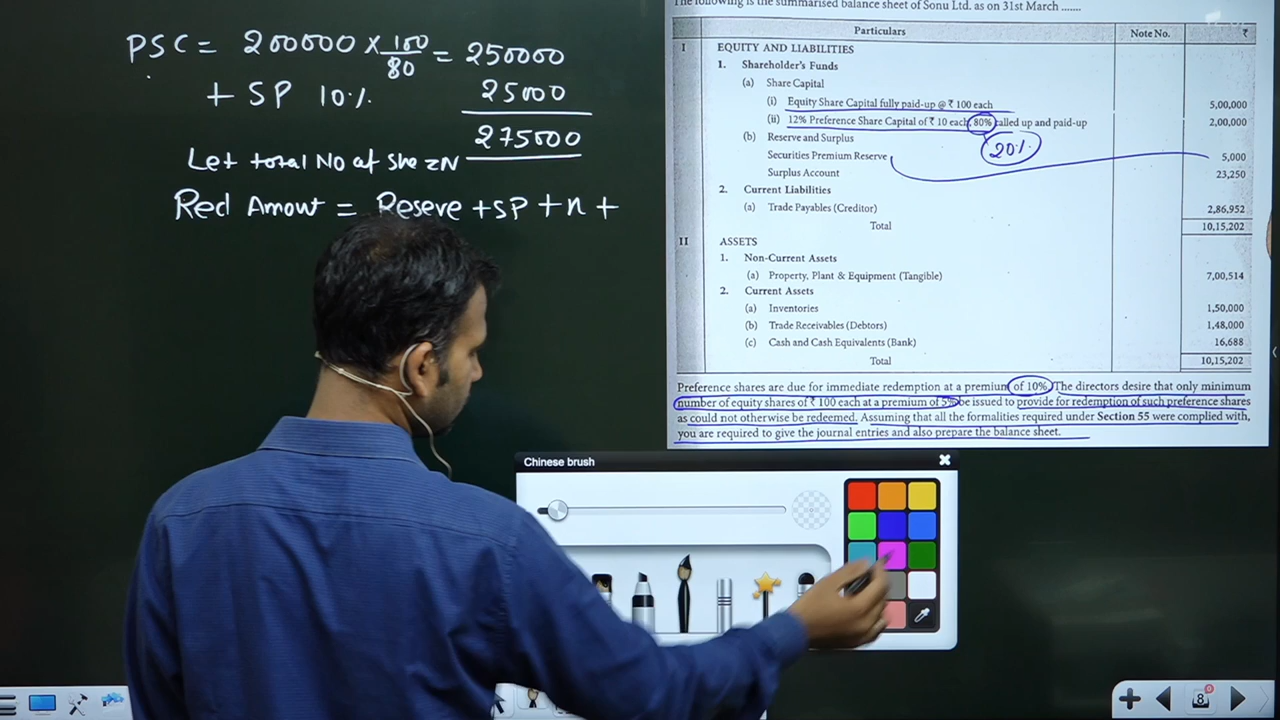 PSC = 200000 × 100/80 = 250000
+ SP 10% 25000
275000
Let total No of She = N
Red Amout = Reseve + SP + n +
The following is the summarised balance sheet of Sonu Ltd. as on 31st March .......
Particulars Note No. ₹
I EQUITY AND LIABILITIES
1. Shareholder's Funds
(a) Share Capital
(i) Equity Share Capital fully paid-up @ ₹ 100 each 5,00,000
(ii) 12% Preference Share Capital of ₹ 10 each, 80% called up and paid-up 2,00,000
(b) Reserve and Surplus
20%
Securities Premium Reserve 5,000
Surplus Account 23,250
2. Current Liabilities
(a) Trade Payables (Creditor) 2,86,952
Total 10,15,202
II ASSETS
1. Non-Current Assets
(a) Property, Plant & Equipment (Tangible) 7,00,514
2. Current Assets
(a) Inventories 1,50,000
(b) Trade Receivables (Debtors) 1,48,000
(c) Cash and Cash Equivalents (Bank) 16,688
Total 10,15,202
Preference shares are due for immediate redemption at a premium of 10%. The directors desire that only minimum
number of equity shares of ₹ 100 each at a premium of 5% be issued to provide for redemption of such preference shares
as could not otherwise be redeemed. Assuming that all the formalities required under Section 55 were complied with,
you are required to give the journal entries and also prepare the balance sheet.
Chinese brush
8